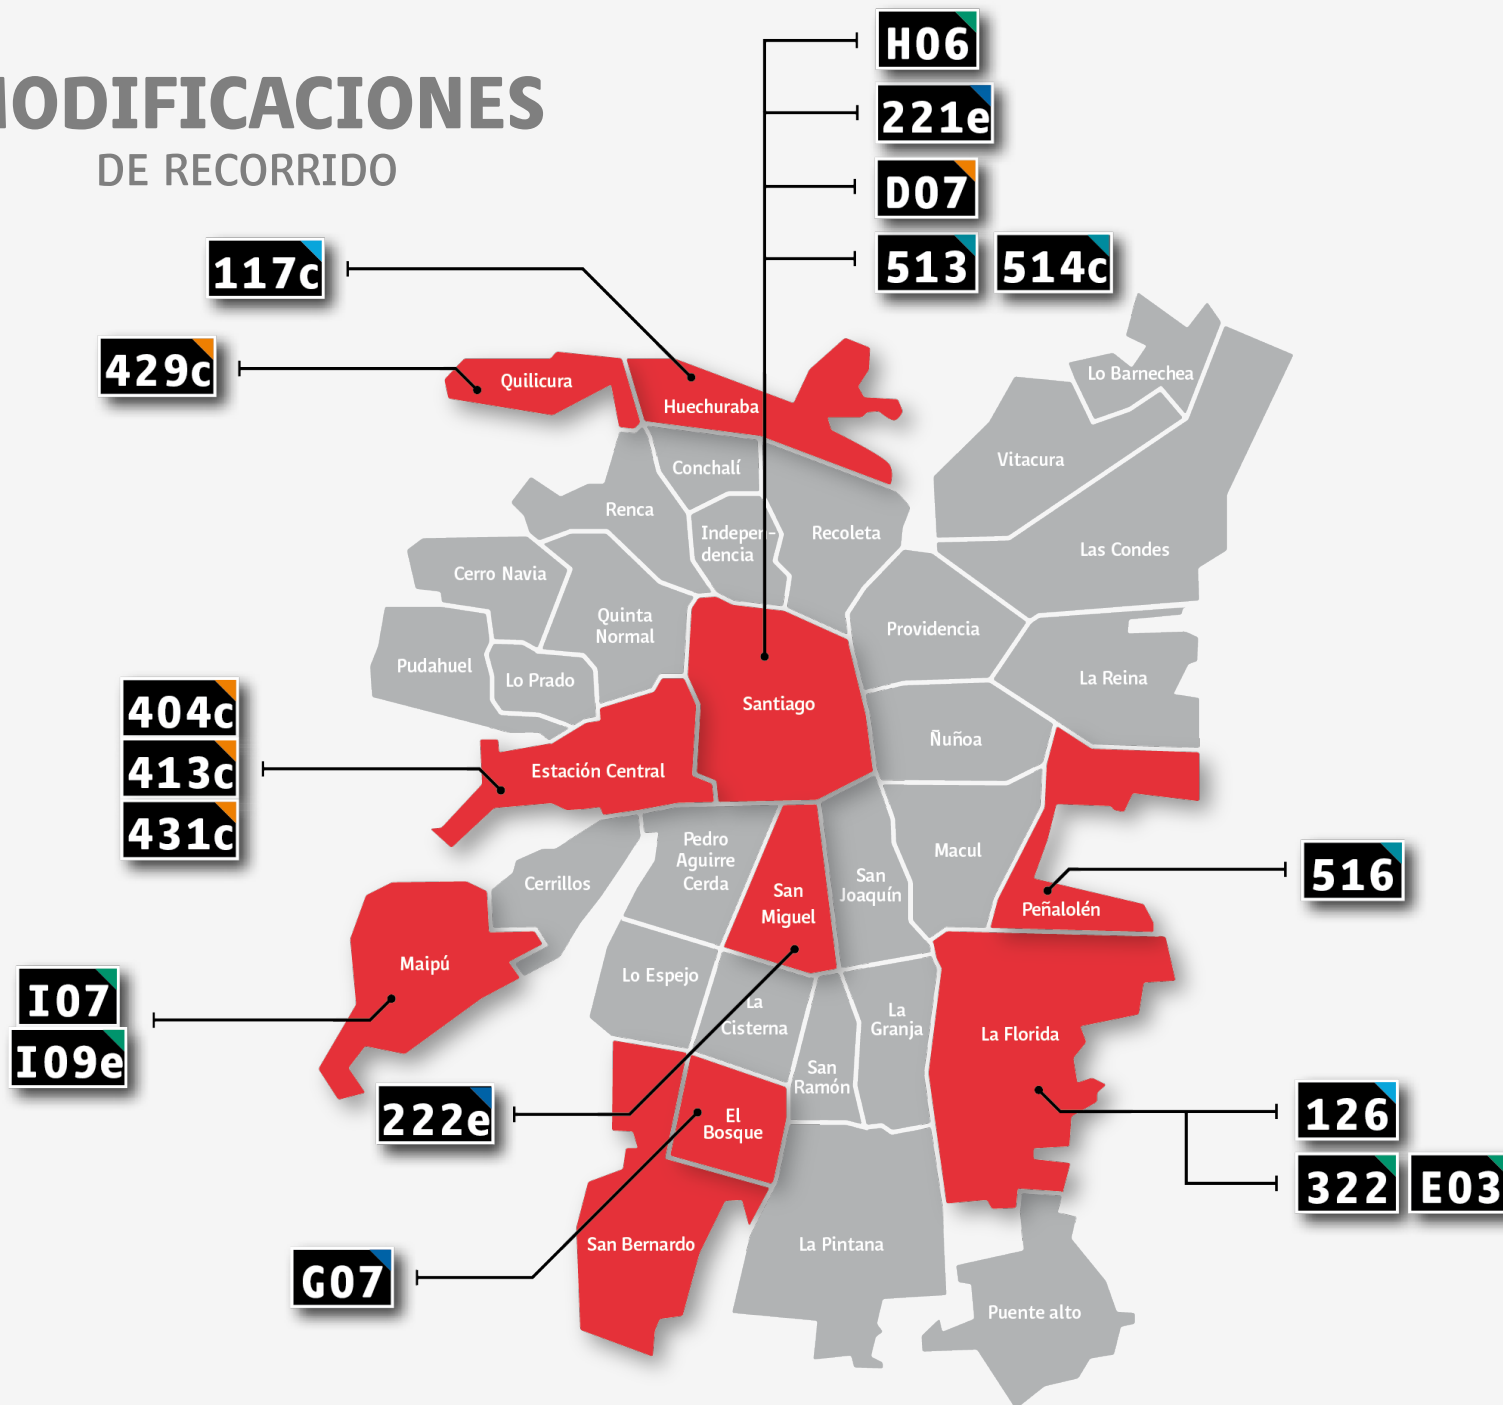 MODIFICACIONES
DE RECORRIDO
H06
221e
D07
513 514c
117c
429c
Quilicura
Huechuraba
Lo Barnechea
Conchalí
Vitacura
Renca
Indepen-
dencia
Recoleta
Las Condes
Cerro Navia
Quinta
Normal
Providencia
Pudahuel
Lo Prado
La Reina
404c
413c
431c
Santiago
Ñuñoa
Estación Central
Pedro
Aguirre
Cerda
Macul
Cerrillos
San
Miguel
San
Joaquín
516
Peñalolén
Maipú
Lo Espejo
I07
I09e
La
Cisterna
La
Granja
La Florida
San
Ramón
222e
El
Bosque
126
322 E03
San Bernardo
La Pintana
G07
Puente alto